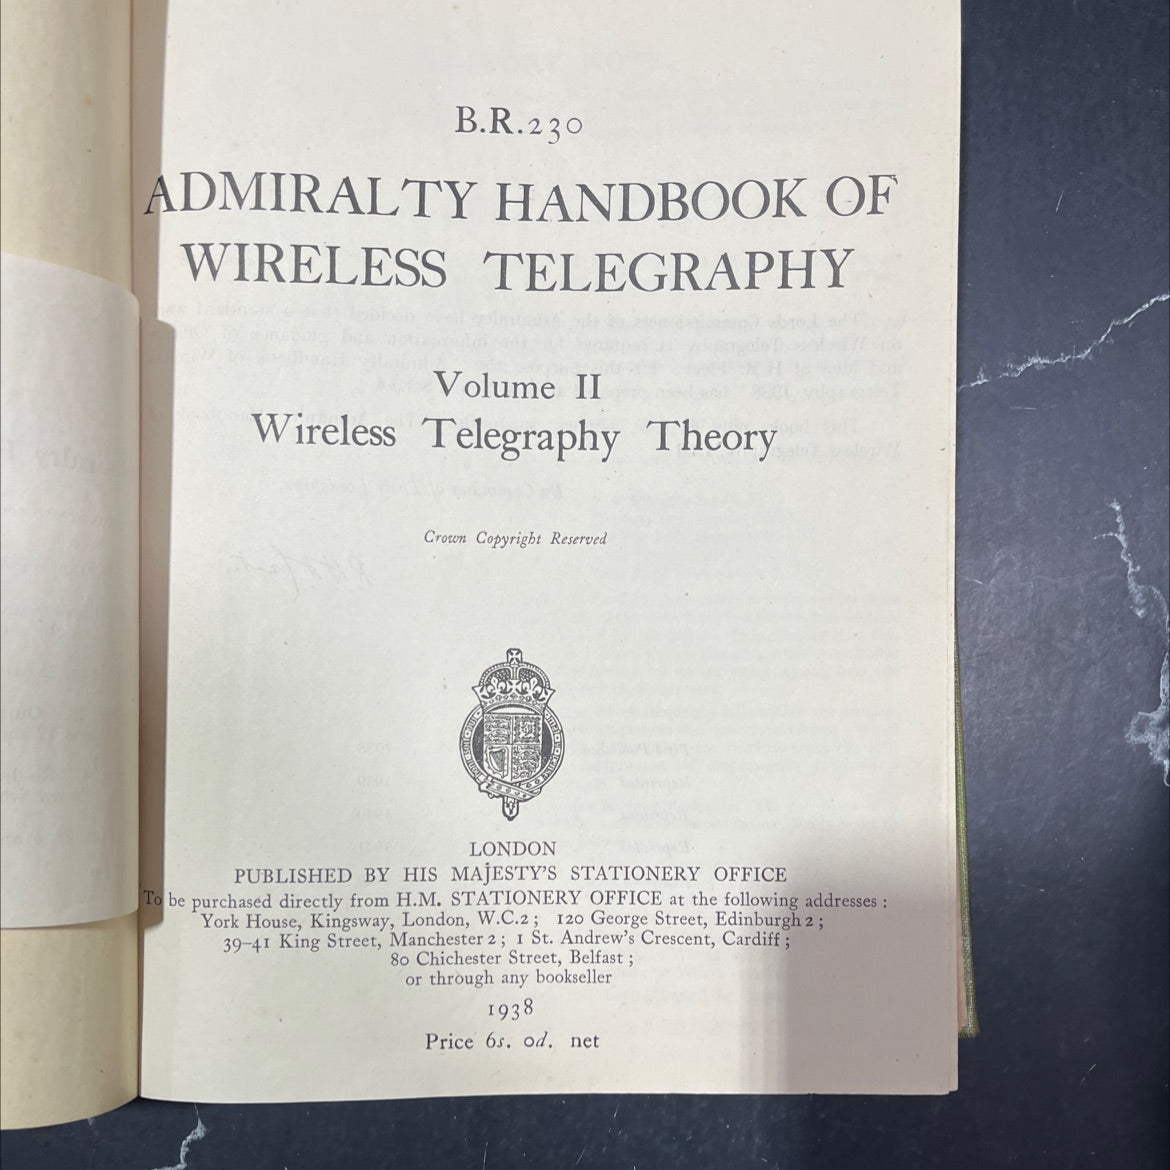 B.R.230
ADMIRALTY HANDBOOK OF
WIRELESS TELEGRAPHY
Volume II
Wireless Telegraphy Theory
Crown Copyright Reserved
LONDON
PUBLISHED BY HIS MAJESTY'S STATIONERY OFFICE
To be purchased directly from H.M. STATIONERY OFFICE at the following addresses :
York House, Kingsway, London, W.C.2 ; 120 George Street, Edinburgh 2 ;
39–41 King Street, Manchester 2 ; 1 St. Andrew's Crescent, Cardiff ;
80 Chichester Street, Belfast ;
or through any bookseller
1938
Price 6s. 0d. net